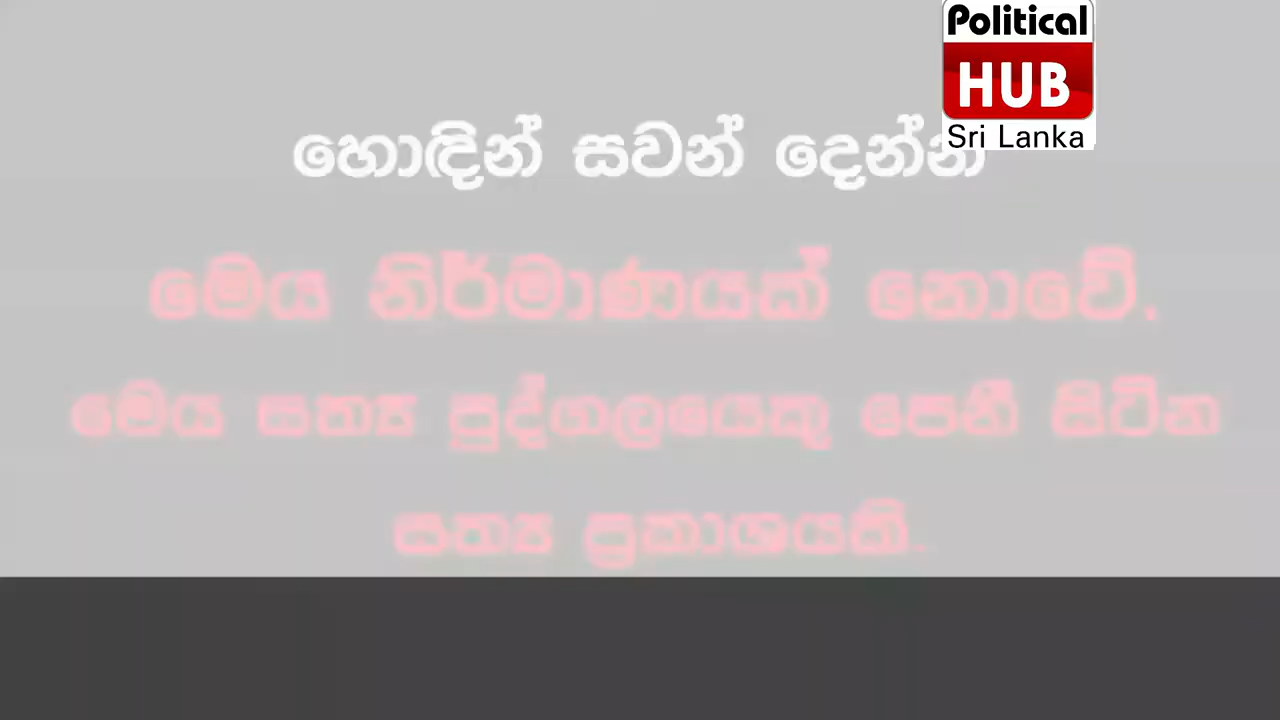 Political
HUB
Sri Lanka
හොඳින් සවන් දෙන්න
මෙය නිර්මාණයක් නොවේ.
මෙය සත්‍ය පුද්ගලයෙකු පෙනී සිටින
සත්‍ය ප්‍රකාශයකි.